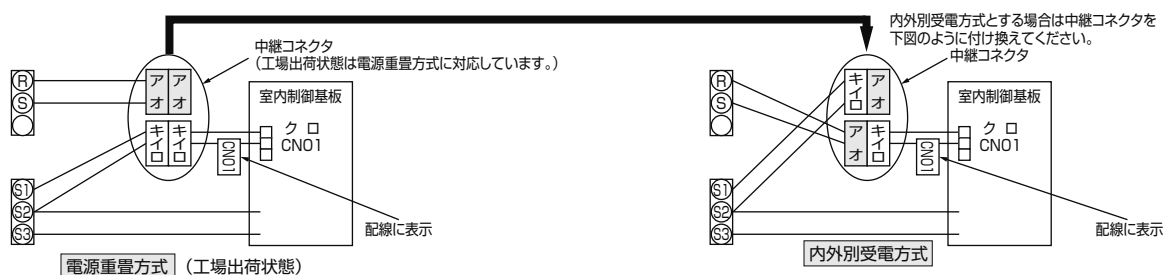 中継コネクタ
(工場出荷状態は電源重畳方式に対応しています。)
R
S
アオ
アオ
キイロ
キイロ
室内制御基板
クロ
CN01
CN01
S1
S2
S3
配線に表示
電源重畳方式 (工場出荷状態)
内外別受電方式とする場合は中継コネクタを
下図のように付け換えてください。
中継コネクタ
R
S
キイロ
アオ
アオ
キイロ
室内制御基板
クロ
CN01
CN01
S1
S2
S3
配線に表示
内外別受電方式